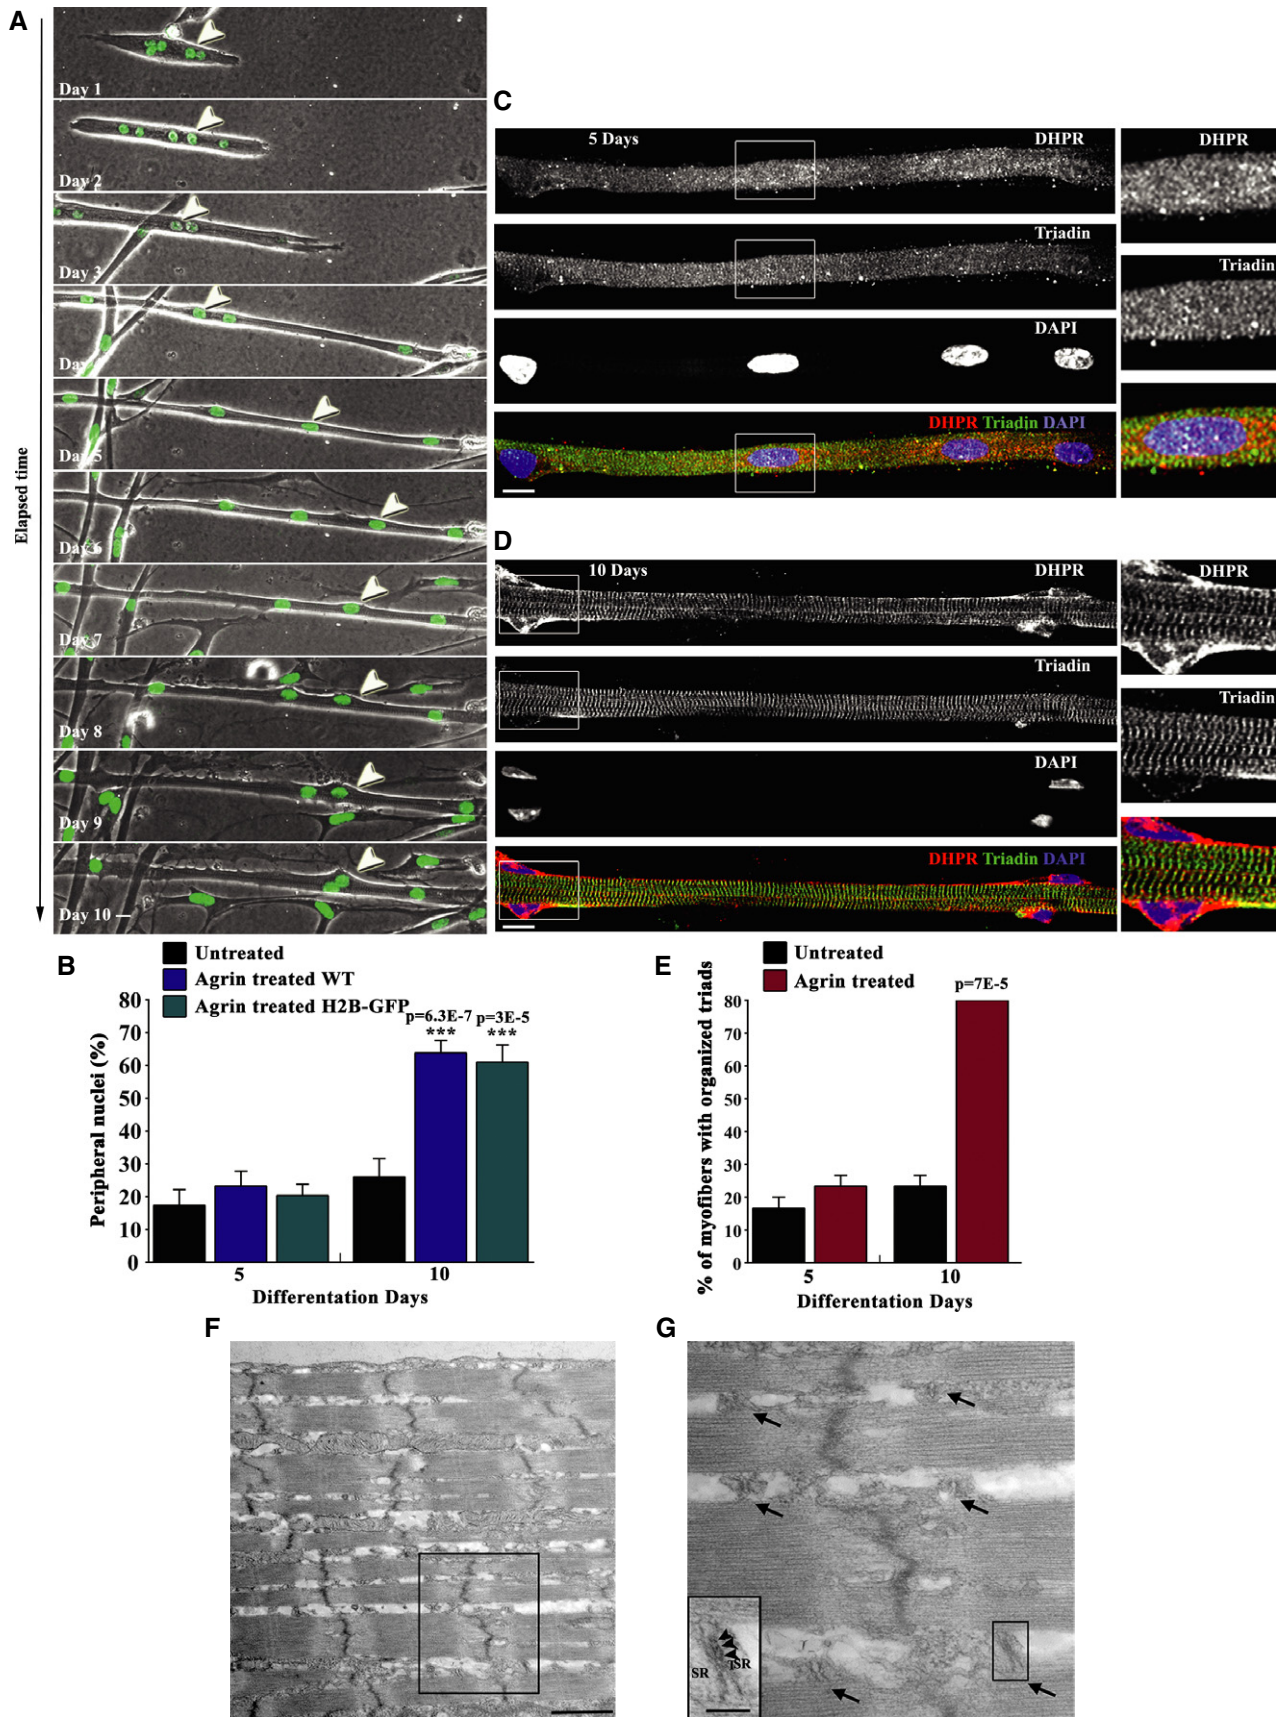 A
Elapsed time
Day 1
Day 2
Day 3
Day
Day 5
Day 6
Day 7
Day 8
Day 9
Day 10
C
5 Days
DHPR
DHPR
Triadin
Triadin
DAPI
DHPR Triadin DAPI
D
10 Days
DHPR
DHPR
Triadin
Triadin
DAPI
DHPR Triadin DAPI
B
Untreated
Agrin treated WT
Agrin treated H2B-GFP
p=6.3E-7
p=3E-5
***
***
Peripheral nuclei (%)
80
70
60
50
40
30
20
10
0
5
10
Differentation Days
E
Untreated
Agrin treated
p=7E-5
% of myofibers with organized triads
80
70
60
50
40
30
20
10
0
5
10
Differentation Days
F
G
SR
T
SR